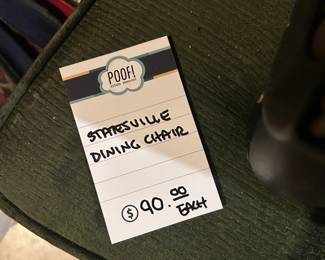 POOF!
STATESVILLE
DINING CHAIR
$ 90.00
EACH